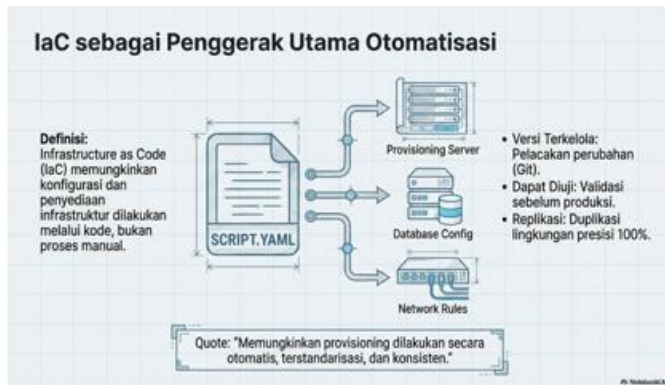 IaC sebagai Penggerak Utama Otomatisasi
Definisi:
Infrastructure as Code
(IaC) memungkinkan
konfigurasi dan
penyediaan
infrastruktur dilakukan
melalui kode, bukan
proses manual.
SCRIPT.YAML
Provisioning Server
Database Config
Network Rules
• Versi Terkelola:
Pelacakan perubahan
(Git).
• Dapat Diuji: Validasi
sebelum produksi.
• Replikasi: Duplikasi
lingkungan presisi 100%.
Quote: "Memungkinkan provisioning dilakukan secara
otomatis, terstandarisasi, dan konsisten."
NotebookLM